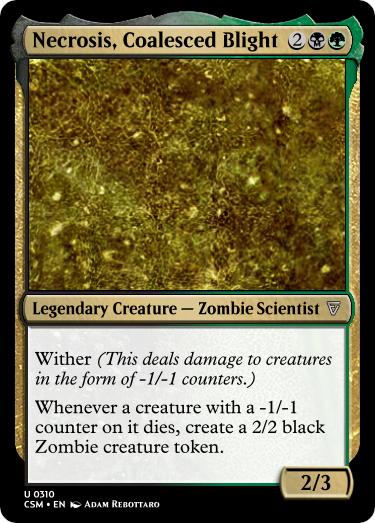 Necrosis, Coalesced Blight 2
Legendary Creature — Zombie Scientist
Wither (This deals damage to creatures
in the form of -1/-1 counters.)
Whenever a creature with a -1/-1
counter on it dies, create a 2/2 black
Zombie creature token.
2/3
U 0310
CSM • EN Adam Rebottaro